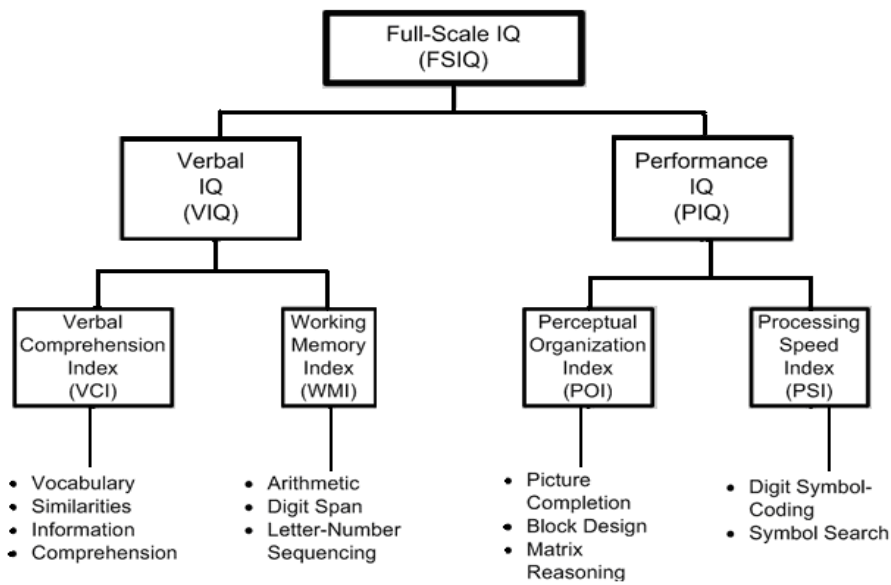 Full-Scale IQ
(FSIQ)
Verbal
IQ
(VIQ)
Performance
IQ
(PIQ)
Verbal
Comprehension
Index
(VCI)
Working
Memory
Index
(WMI)
Perceptual
Organization
Index
(POI)
Processing
Speed
Index
(PSI)
• Vocabulary
• Similarities
• Information
• Comprehension
• Arithmetic
• Digit Span
• Letter-Number
Sequencing
• Picture
Completion
• Block Design
• Matrix
Reasoning
• Digit Symbol-
Coding
• Symbol Search